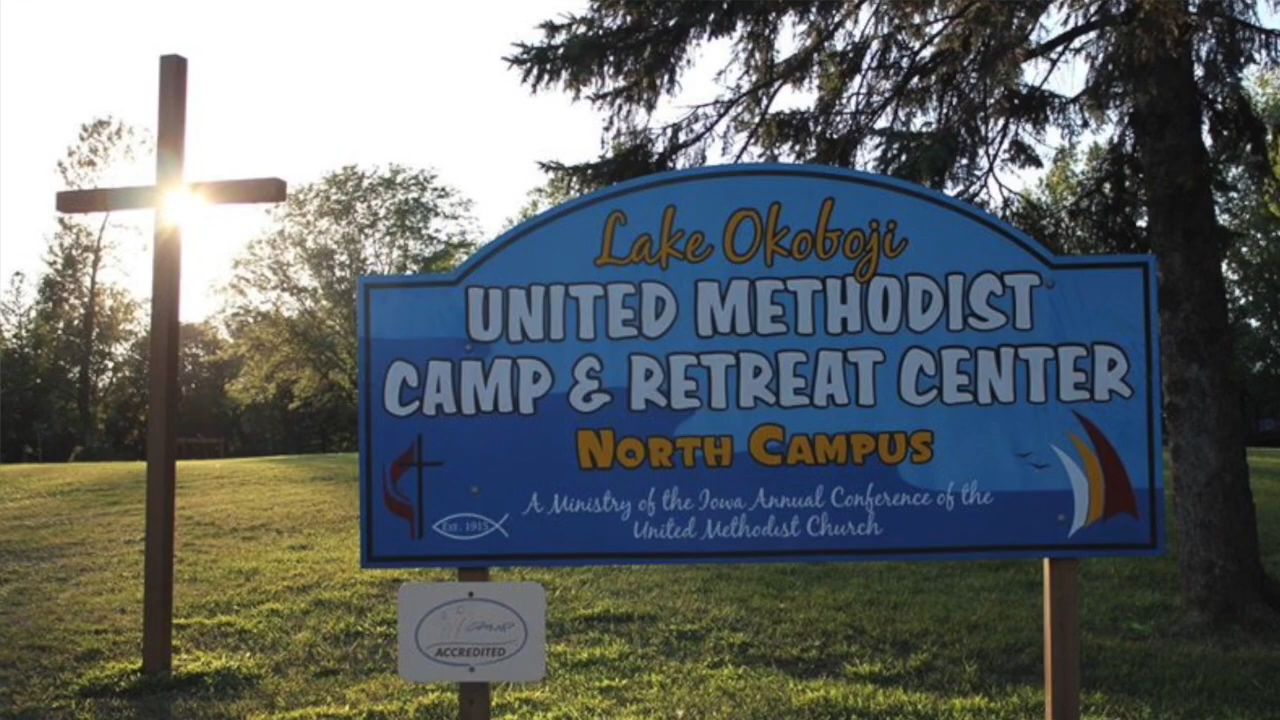 Lake Okoboji
UNITED METHODIST
CAMP & RETREAT CENTER
NORTH CAMPUS
A Ministry of the Iowa Annual Conference of the
United Methodist Church
Est. 1915
CAMP
ACCREDITED